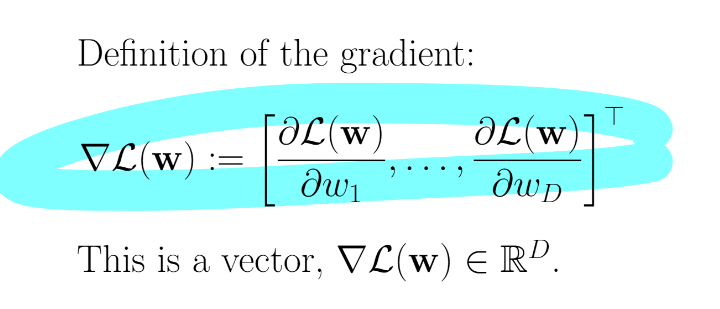 Definition of the gradient:
∇𝓛(𝐰) := [∂𝓛(𝐰)/∂w₁, . . . , ∂𝓛(𝐰)/∂w_D]^⊤
This is a vector, ∇𝓛(𝐰) ∈ ℝ^D.